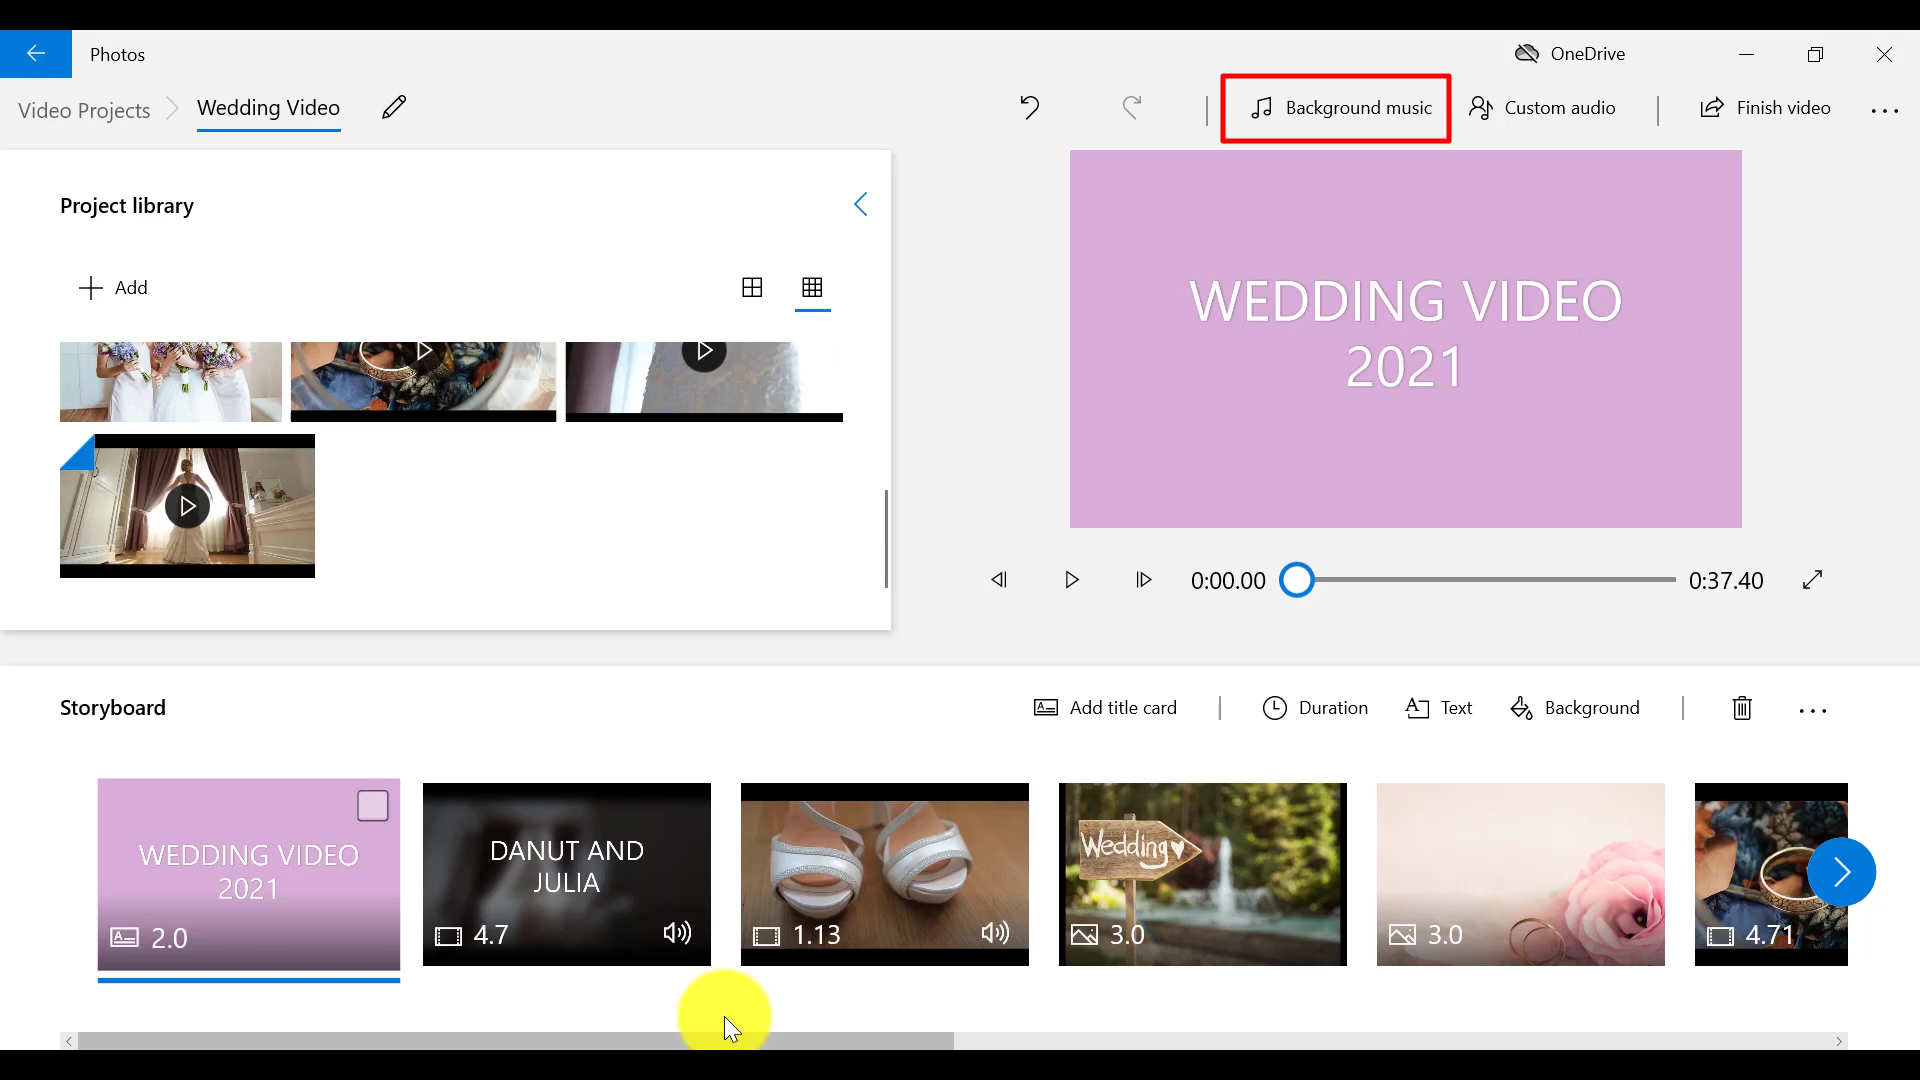 Photos
OneDrive
Video Projects
Wedding Video
Background music
Custom audio
Finish video
Project library
Add
WEDDING VIDEO
2021
0:00.00
0:37.40
Storyboard
Add title card
Duration
Text
Background
WEDDING VIDEO
2021
2.0
DANUT AND
JULIA
4.7
1.13
Wedding
3.0
3.0
4.71